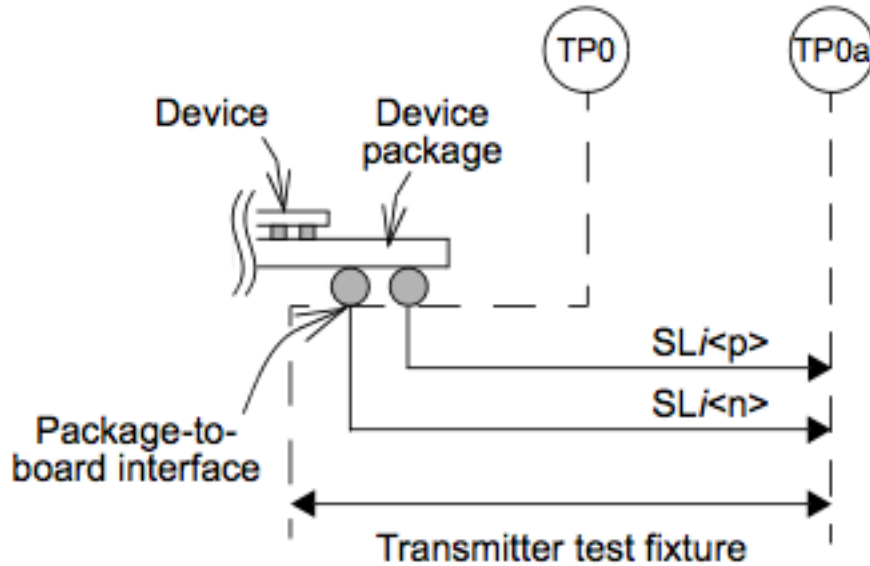 TP0
TP0a
Device
Device
package
SLi<p>
SLi<n>
Package-to-
board interface
Transmitter test fixture